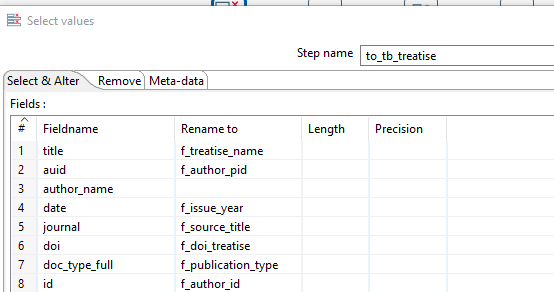 Select values
Step name to_tb_treatise
Select & Alter Remove Meta-data
Fields :
# Fieldname Rename to Length Precision
1 title f_treatise_name
2 auid f_author_pid
3 author_name
4 date f_issue_year
5 journal f_source_title
6 doi f_doi_treatise
7 doc_type_full f_publication_type
8 id f_author_id